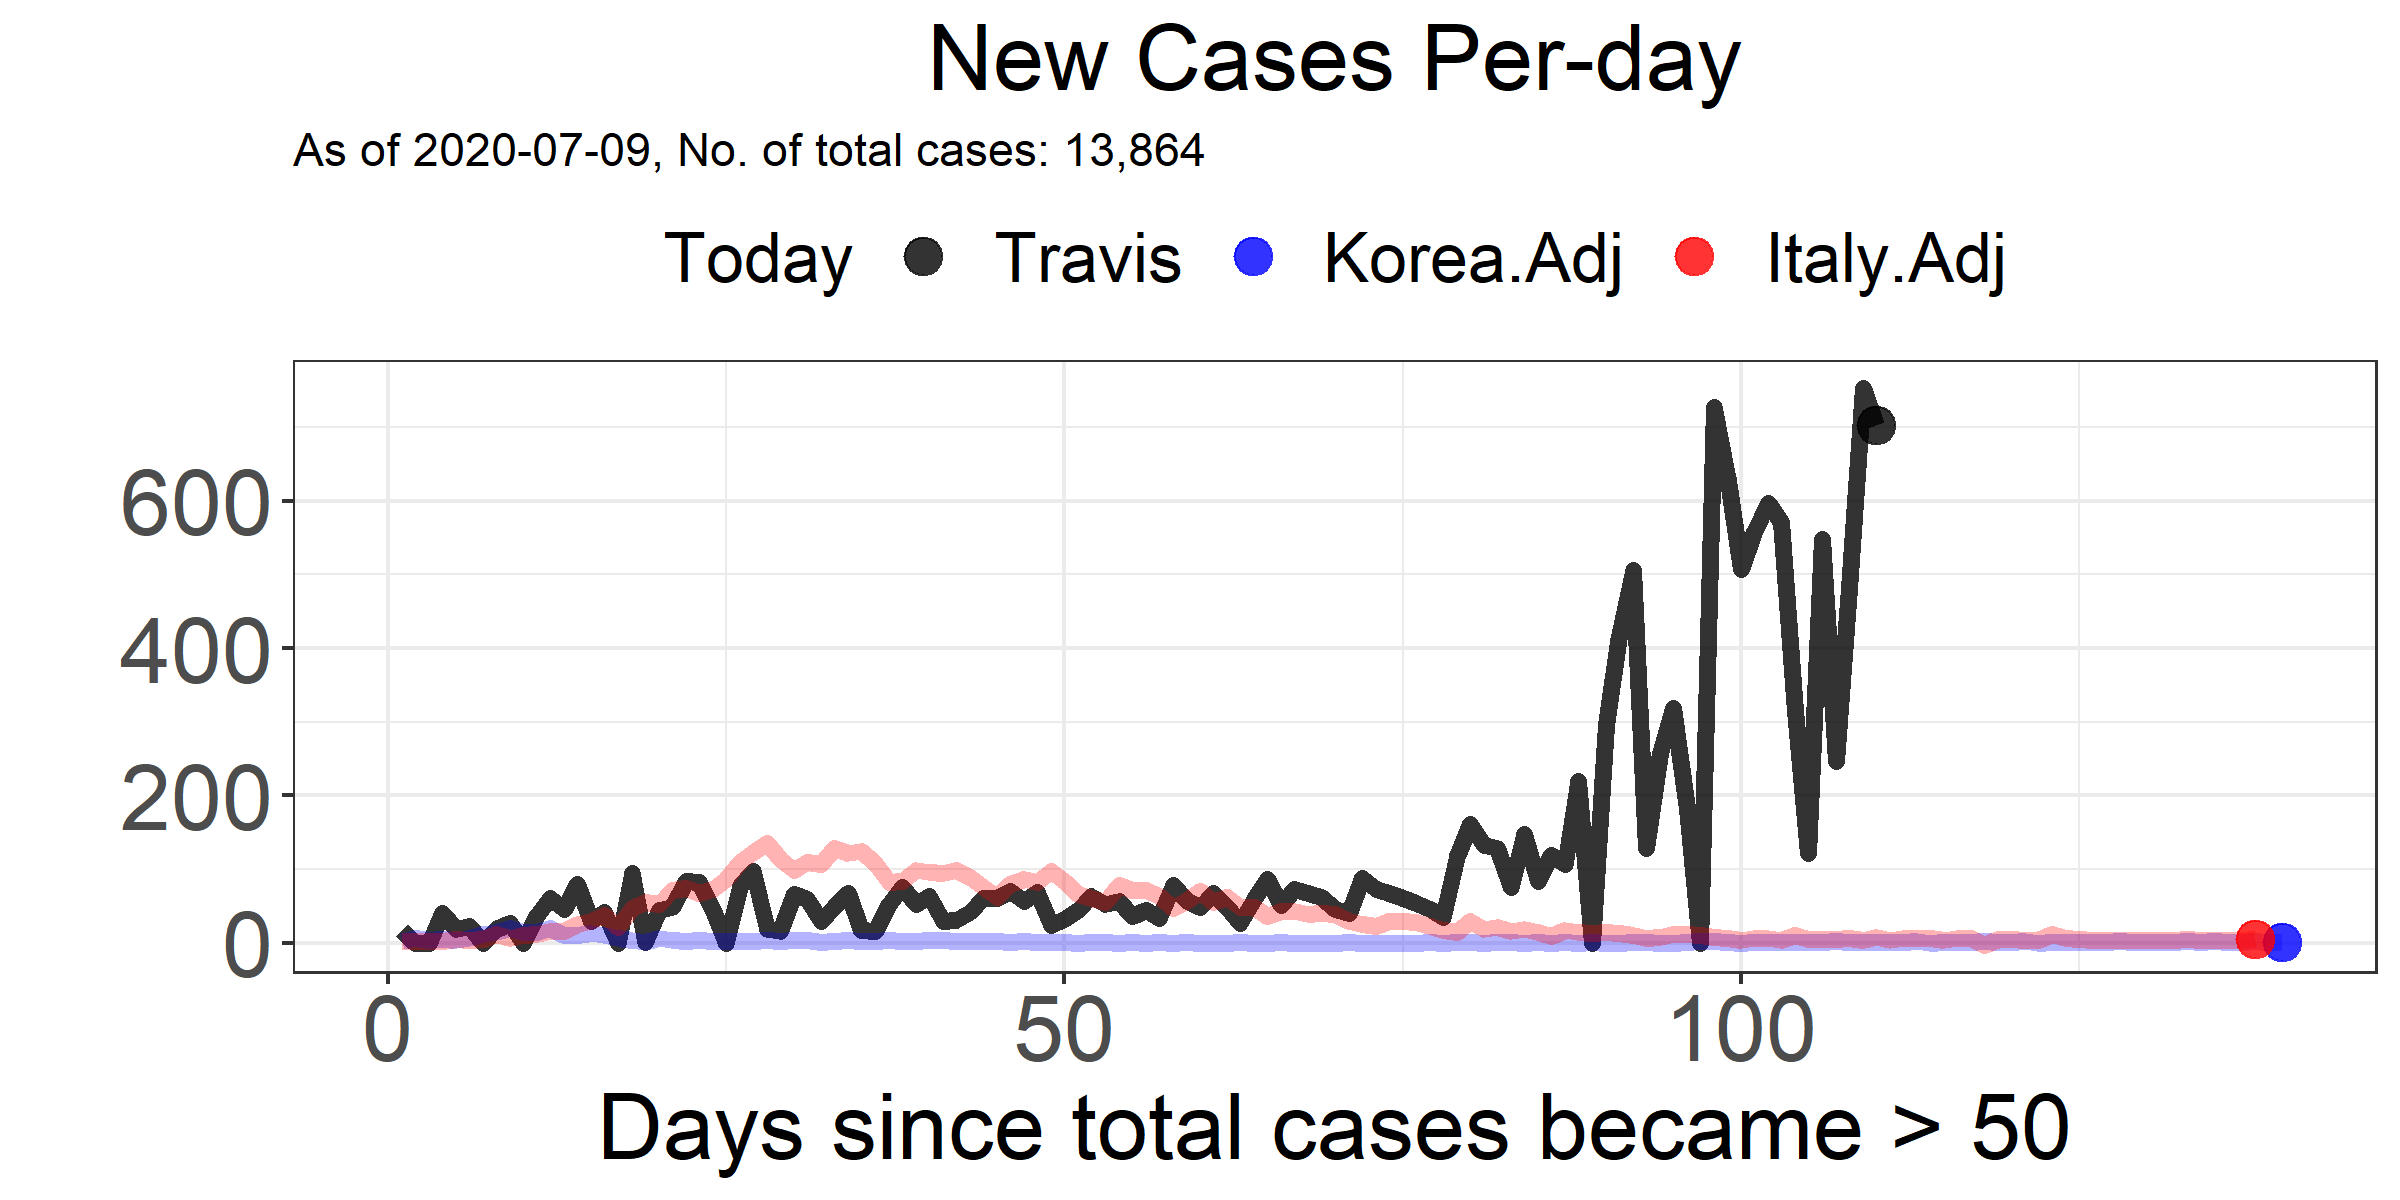 New Cases Per-day
As of 2020-07-09, No. of total cases: 13,864
Today Travis Korea.Adj Italy.Adj
600
400
200
0
0 50 100
Days since total cases became > 50